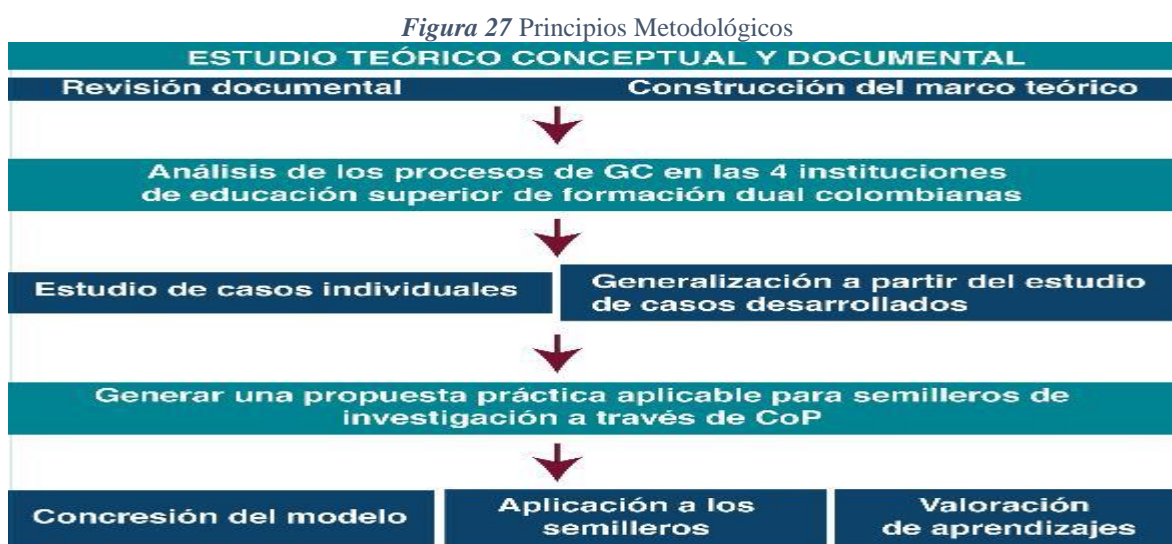 Figura 27 Principios Metodológicos
ESTUDIO TEÓRICO CONCEPTUAL Y DOCUMENTAL
Revisión documental
Construcción del marco teórico
Análisis de los procesos de GC en las 4 instituciones
de educación superior de formación dual colombianas
Estudio de casos individuales
Generalización a partir del estudio
de casos desarrollados
Generar una propuesta práctica aplicable para semilleros de
investigación a través de CoP
Concresión del modelo
Aplicación a los
semilleros
Valoración
de aprendizajes